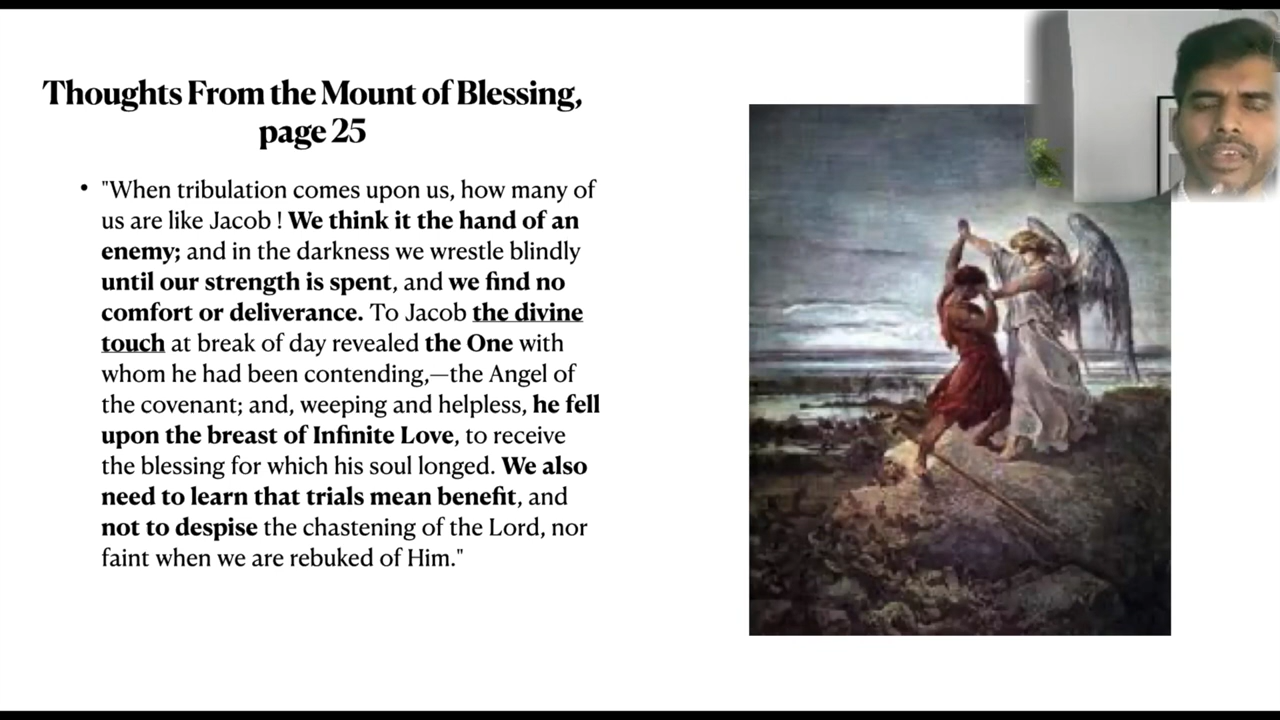 Thoughts From the Mount of Blessing,
page 25
• "When tribulation comes upon us, how many of
us are like Jacob ! We think it the hand of an
enemy; and in the darkness we wrestle blindly
until our strength is spent, and we find no
comfort or deliverance. To Jacob the divine
touch at break of day revealed the One with
whom he had been contending,—the Angel of
the covenant; and, weeping and helpless, he fell
upon the breast of Infinite Love, to receive
the blessing for which his soul longed. We also
need to learn that trials mean benefit, and
not to despise the chastening of the Lord, nor
faint when we are rebuked of Him."